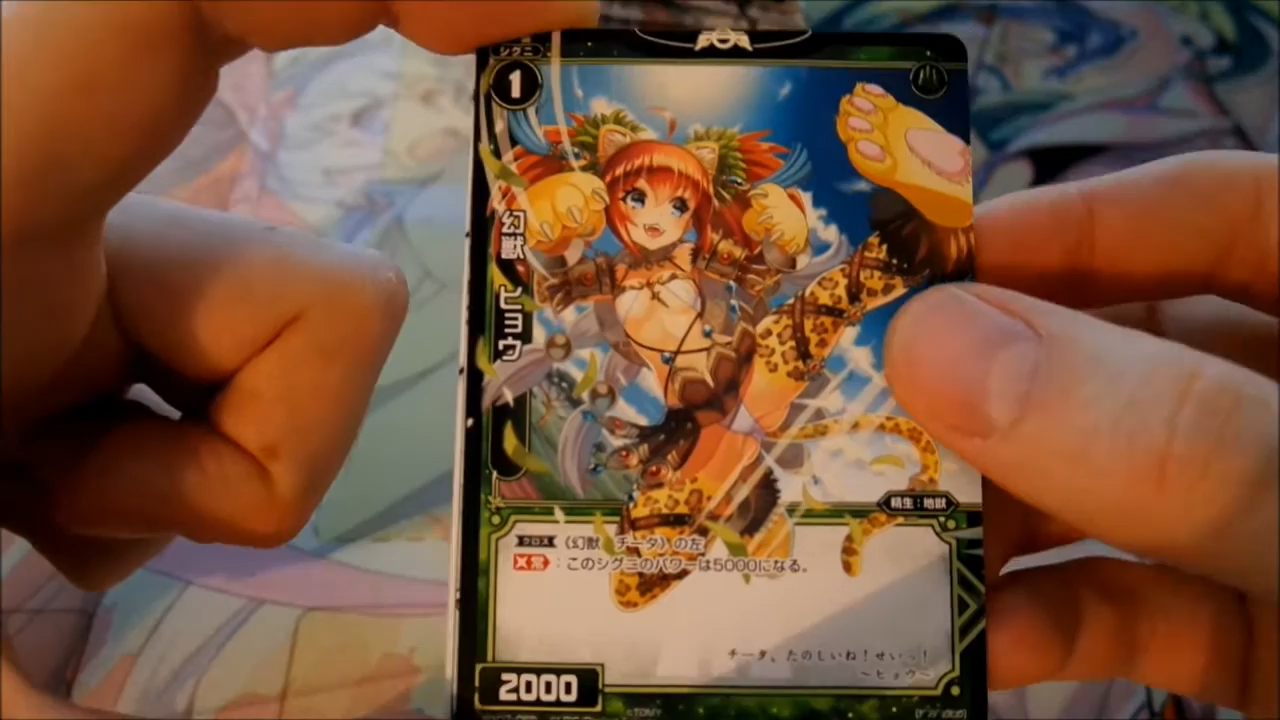 シグニ
1
幻獣 ヒョウ
精生：地獣
クロス 《幻獣 チータ》の左
常：このシグニのパワーは5000になる。
チータ、たのしいね！せいっ！
～ヒョウ～
2000
©TOMY